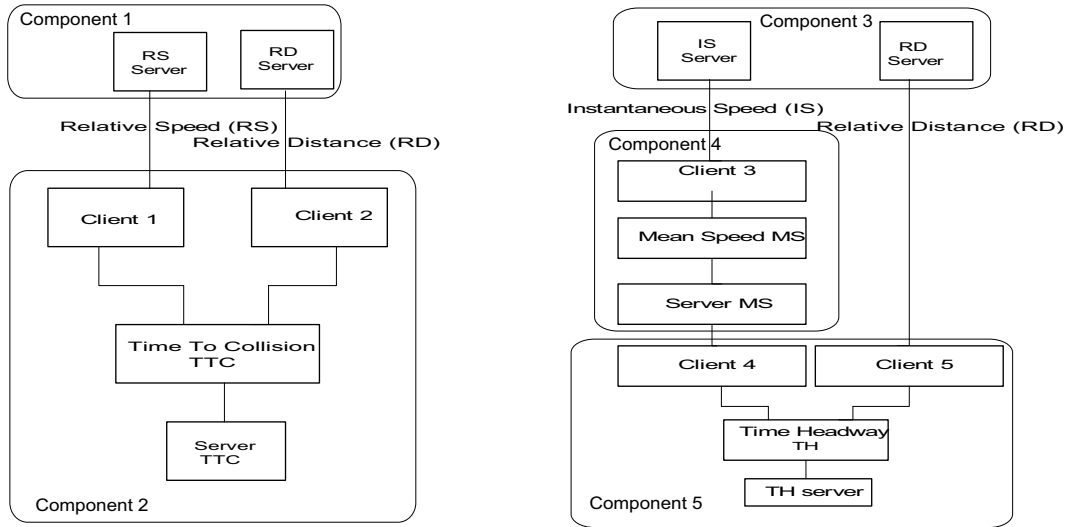 Component 1
RS
Server
RD
Server
Relative Speed (RS)
Relative Distance (RD)
Client 1
Client 2
Time To Collision
TTC
Server
TTC
Component 2
Component 3
IS
Server
RD
Server
Instantaneous Speed (IS)
Relative Distance (RD)
Component 4
Client 3
Mean Speed MS
Server MS
Client 4
Client 5
Time Headway
TH
TH server
Component 5